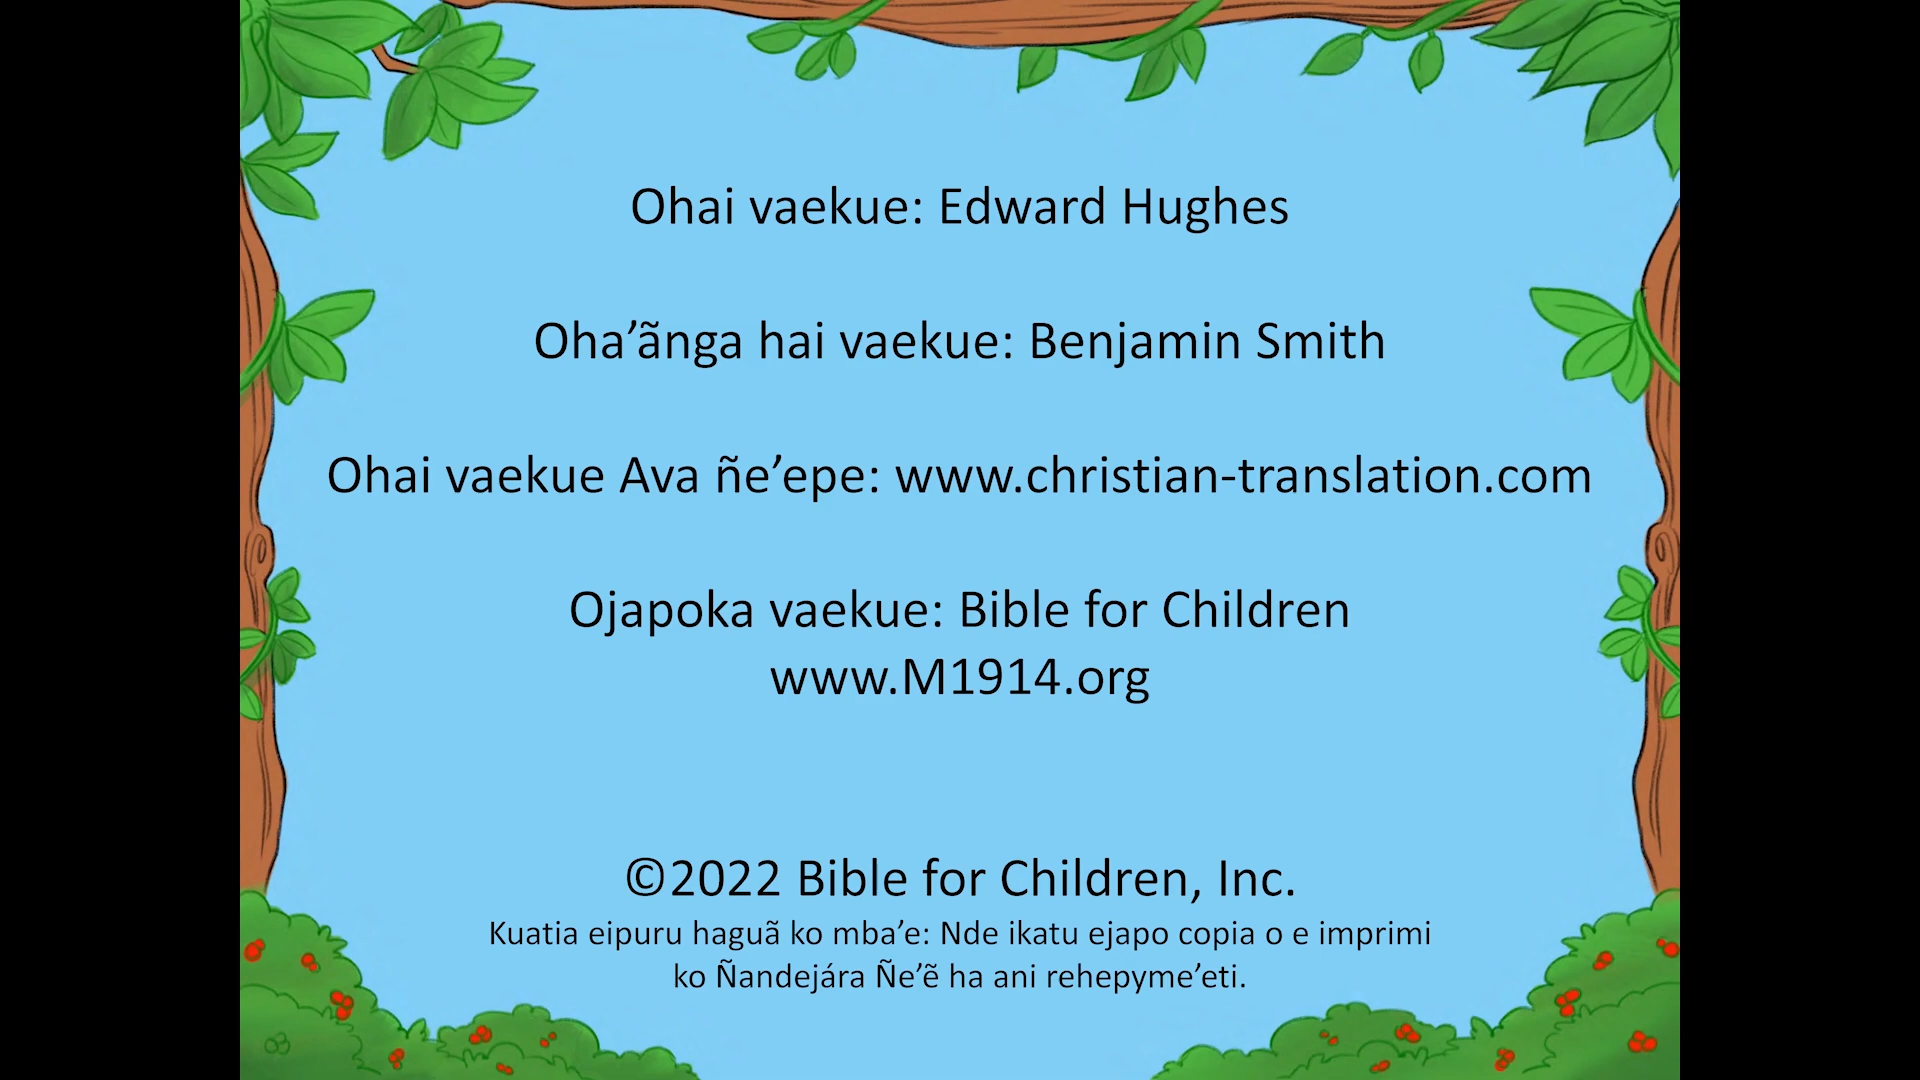 Ohai vaekue: Edward Hughes
Oha’ãnga hai vaekue: Benjamin Smith
Ohai vaekue Ava ñe’epe: www.christian-translation.com
Ojapoka vaekue: Bible for Children
www.M1914.org
©2022 Bible for Children, Inc.
Kuatia eipuru haguã ko mba’e: Nde ikatu ejapo copia o e imprimi
ko Ñandejára Ñe’ẽ ha ani rehepyme’eti.